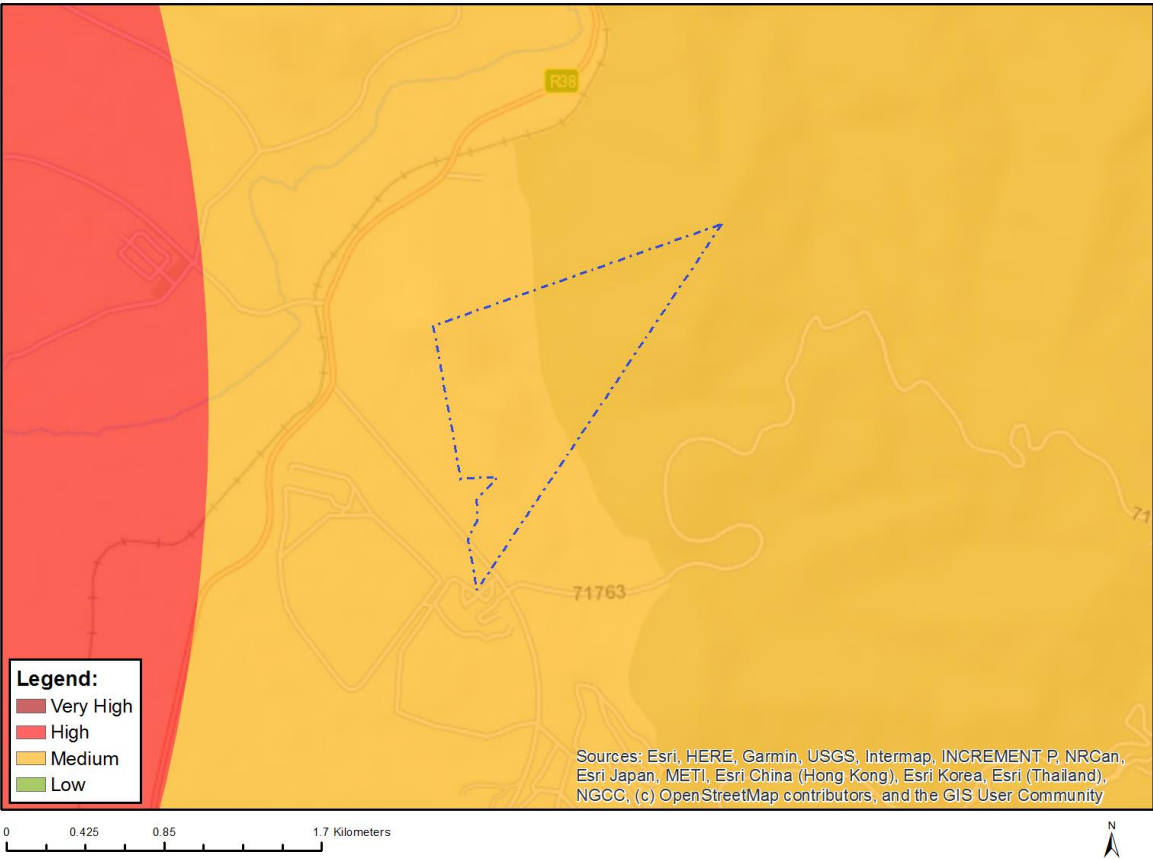 R38
71
71763
Legend:
Very High
High
Medium
Low
Sources: Esri, HERE, Garmin, USGS, Intermap, INCREMENT P, NRCan,
Esri Japan, METI, Esri China (Hong Kong), Esri Korea, Esri (Thailand),
NGCC, (c) OpenStreetMap contributors, and the GIS User Community
0 0.425 0.85 1.7 Kilometers
N